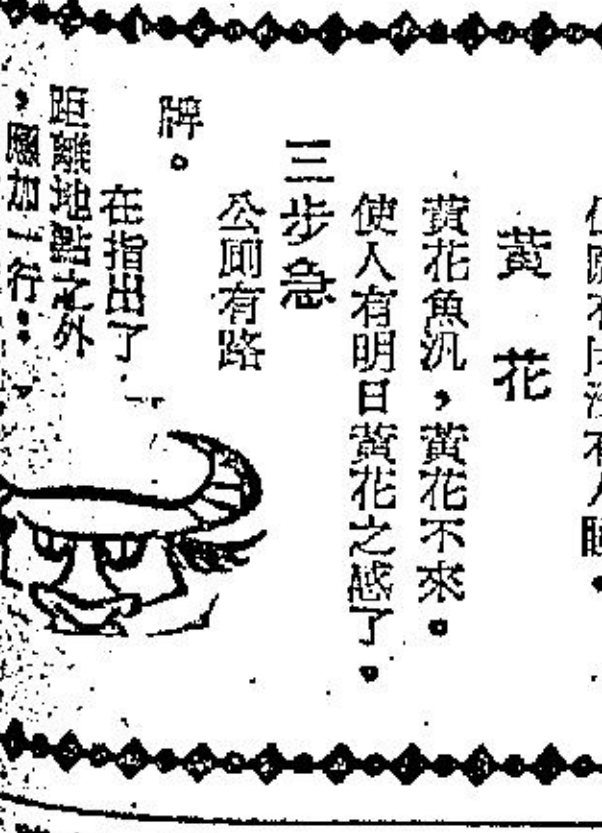 黃花
黃花魚汎，黃花不來。
使人有明日黃花之感了。
三步急
公厠有路
牌。
在指出了
距離地點之外
，應加一行：